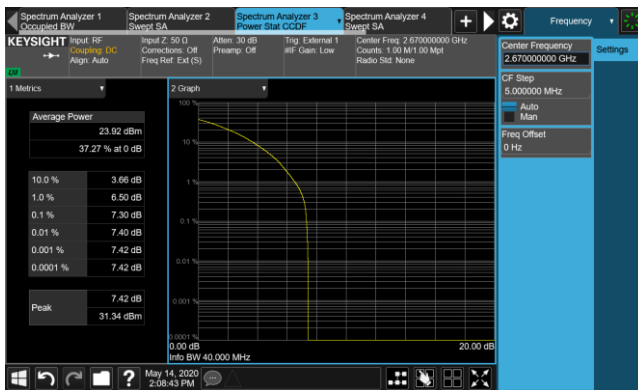 Spectrum Analyzer 1
Occupied BW
Spectrum Analyzer 2
Swept SA
Spectrum Analyzer 3
Power Stat CCDF
Spectrum Analyzer 4
Swept SA
Frequency
KEYSIGHT
Input: RF
Coupling: DC
Align: Auto
Input Z: 50 Ω
Corrections: Off
Freq Ref: Ext (S)
Atten: 30 dB
Preamp: Off
Trig: External 1
#IF Gain: Low
Center Freq: 2.670000000 GHz
Counts: 1.00 M/1.00 Mpt
Radio Std: None
Center Frequency
2.670000000 GHz
Settings
CF Step
5.000000 MHz
Auto
Man
Freq Offset
0 Hz
1 Metrics
Average Power
23.92 dBm
37.27 % at 0 dB
10.0 % 3.66 dB
1.0 % 6.50 dB
0.1 % 7.30 dB
0.01 % 7.40 dB
0.001 % 7.42 dB
0.0001 % 7.42 dB
Peak
7.42 dB
31.34 dBm
2 Graph
100 %
10 %
1 %
0.1 %
0.01 %
0.001 %
0.0001 %
0.00 dB
20.00 dB
Info BW 40.000 MHz
May 14, 2020
2:08:43 PM